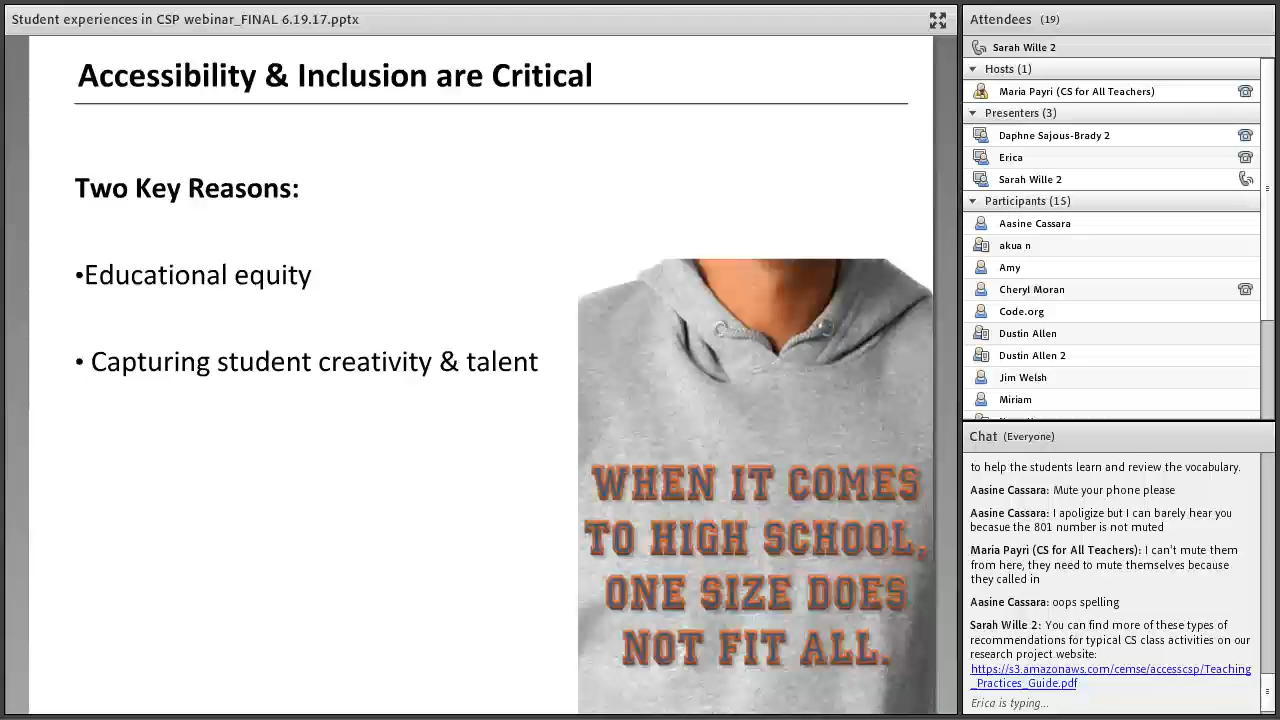 Student experiences in CSP webinar_FINAL 6.19.17.pptx
Accessibility & Inclusion are Critical
Two Key Reasons:
•Educational equity
• Capturing student creativity & talent
WHEN IT COMES
TO HIGH SCHOOL,
ONE SIZE DOES
NOT FIT ALL.
Attendees (19)
Sarah Wille 2
Hosts (1)
Maria Payri (CS for All Teachers)
Presenters (3)
Daphne Sajous-Brady 2
Erica
Sarah Wille 2
Participants (15)
Aasine Cassara
akua n
Amy
Cheryl Moran
Code.org
Dustin Allen
Dustin Allen 2
Jim Welsh
Miriam
Chat (Everyone)
to help the students learn and review the vocabulary.
Aasine Cassara: Mute your phone please
Aasine Cassara: I apoligize but I can barely hear you
becasue the 801 number is not muted
Maria Payri (CS for All Teachers): I can't mute them
from here, they need to mute themselves because
they called in
Aasine Cassara: oops spelling
Sarah Wille 2: You can find more of these types of
recommendations for typical CS class activities on our
research project website:
https://s3.amazonaws.com/cemse/accesscsp/Teaching
_Practices_Guide.pdf
Erica is typing...